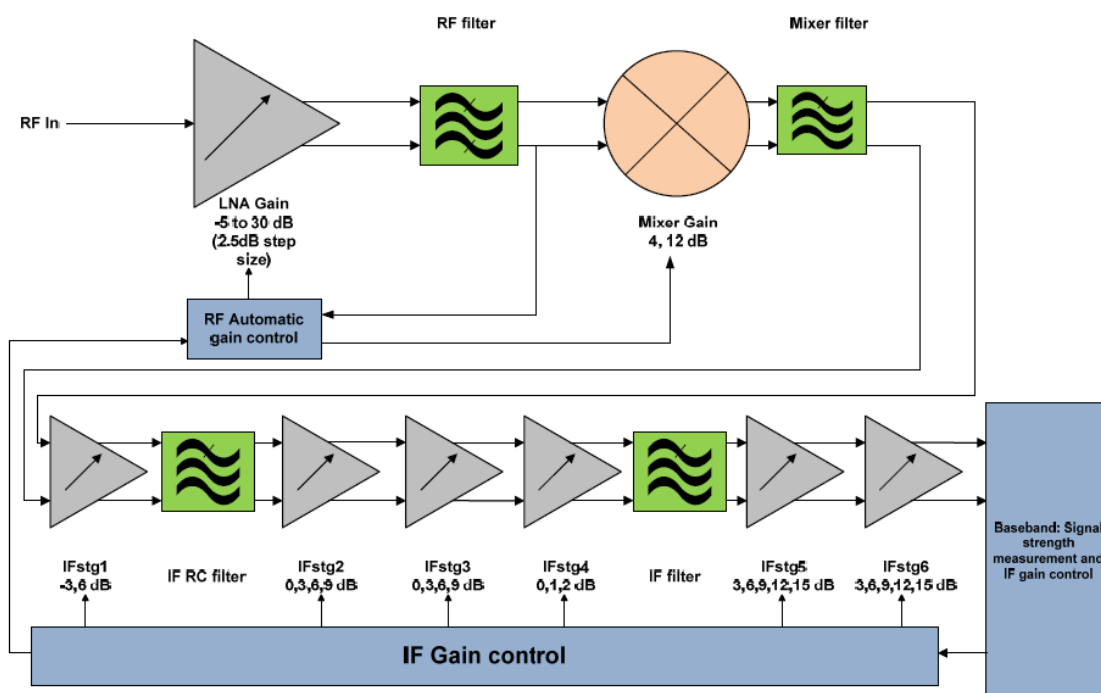 RF filter
Mixer filter
RF In
LNA Gain
-5 to 30 dB
(2.5dB step
size)
Mixer Gain
4, 12 dB
RF Automatic
gain control
IFstg1
-3,6 dB
IF RC filter
IFstg2
0,3,6,9 dB
IFstg3
0,3,6,9 dB
IFstg4
0,1,2 dB
IF filter
IFstg5
3,6,9,12,15 dB
IFstg6
3,6,9,12,15 dB
Baseband: Signal
strength
measurement and
IF gain control
IF Gain control